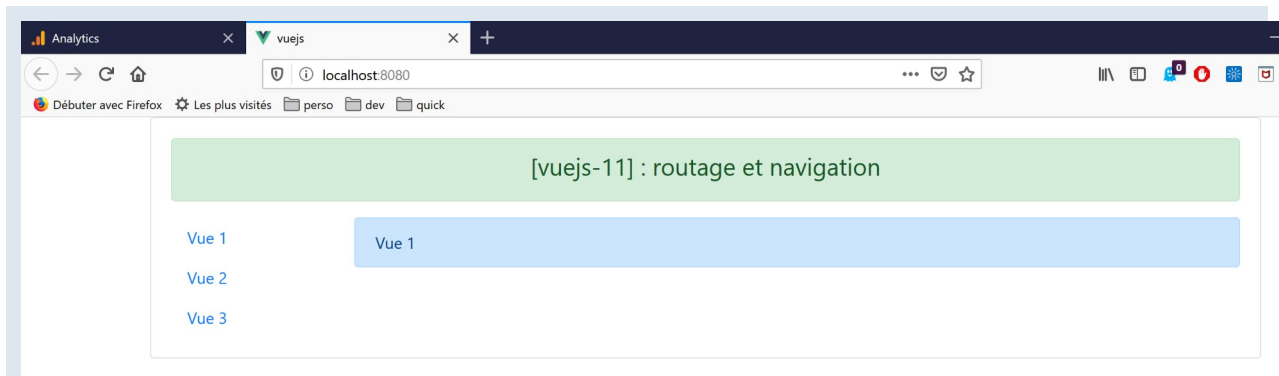 Analytics
vuejs
localhost:8080
0
Débuter avec Firefox Les plus visités perso dev quick
[vuejs-11] : routage et navigation
Vue 1
Vue 1
Vue 2
Vue 3